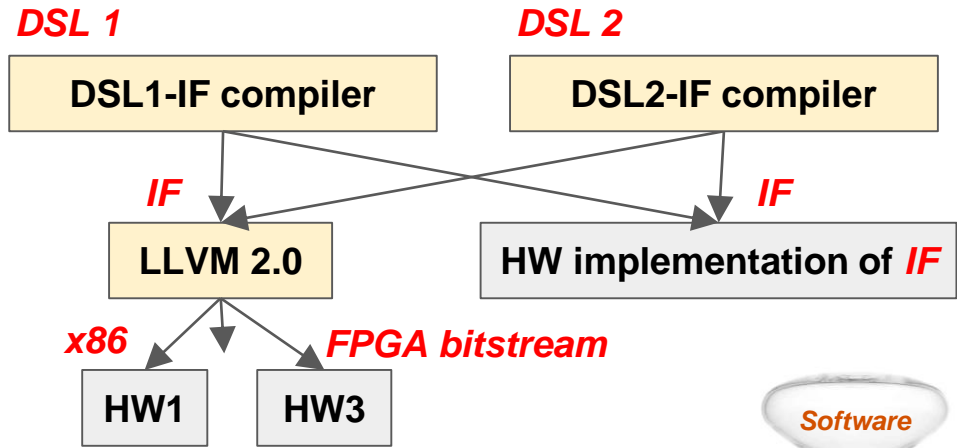 DSL 1
DSL 2
DSL1-IF compiler
DSL2-IF compiler
IF
IF
LLVM 2.0
HW implementation of IF
x86
FPGA bitstream
HW1
HW3
Software